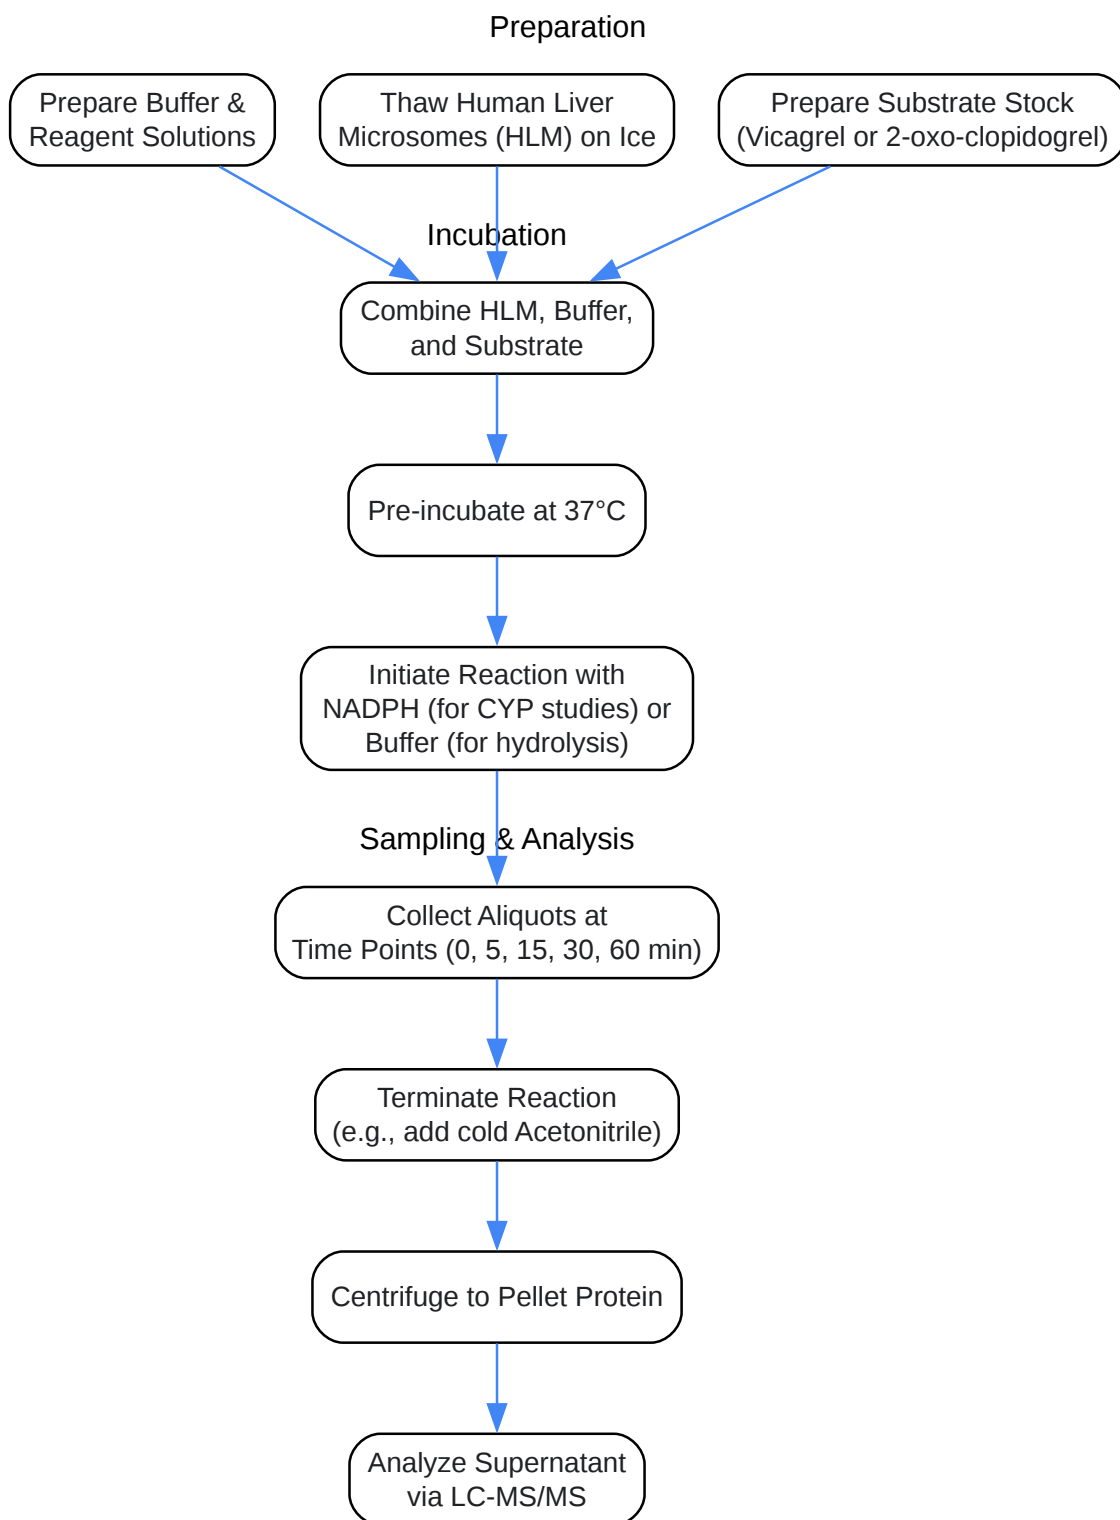 Preparation
Prepare Buffer &
Reagent Solutions
Thaw Human Liver
Microsomes (HLM) on Ice
Prepare Substrate Stock
(Vicagrel or 2-oxo-clopidogrel)
Incubation
Combine HLM, Buffer,
and Substrate
Pre-incubate at 37°C
Initiate Reaction with
NADPH (for CYP studies) or
Buffer (for hydrolysis)
Sampling & Analysis
Collect Aliquots at
Time Points (0, 5, 15, 30, 60 min)
Terminate Reaction
(e.g., add cold Acetonitrile)
Centrifuge to Pellet Protein
Analyze Supernatant
via LC-MS/MS